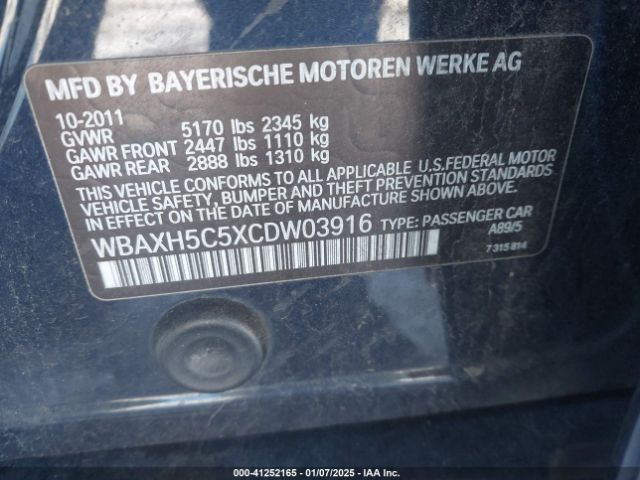 MFD BY BAYERISCHE MOTOREN WERKE AG
10-2011
GVWR 5170 lbs 2345 kg
GAWR FRONT 2447 lbs 1110 kg
GAWR REAR 2888 lbs 1310 kg
THIS VEHICLE CONFORMS TO ALL APPLICABLE U.S.FEDERAL MOTOR
VEHICLE SAFETY, BUMPER AND THEFT PREVENTION STANDARDS
IN EFFECT ON THE DATE OF MANUFACTURE SHOWN ABOVE.
WBAXH5C5XCDW03916 TYPE: PASSENGER CAR
A89/5
7 315 814
000-41252165 - 01/07/2025 - IAA Inc.